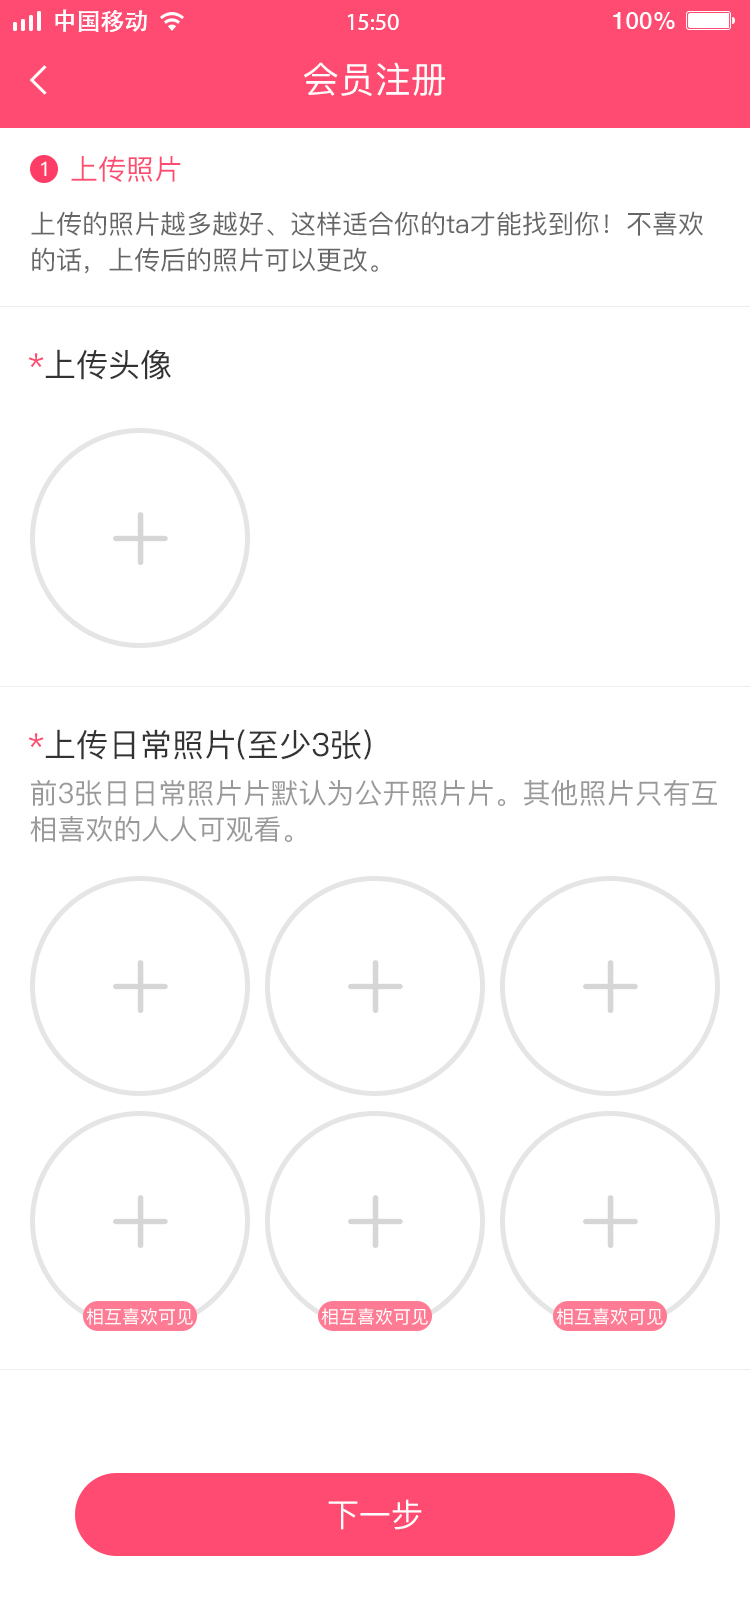 中国移动 15:50 100%
会员注册
1 上传照片
上传的照片越多越好、这样适合你的ta才能找到你！不喜欢
的话，上传后的照片可以更改。
*上传头像
*上传日常照片(至少3张)
前3张日日常照片片默认为公开照片片。其他照片只有互
相喜欢的人人可观看。
相互喜欢可见 相互喜欢可见 相互喜欢可见
下一步